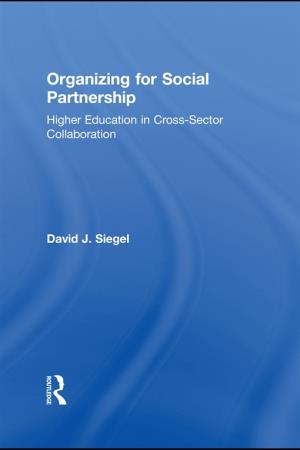 Organizing for Social
Partnership
Higher Education in Cross-Sector
Collaboration
David J. Siegel
ROUTLEDGE